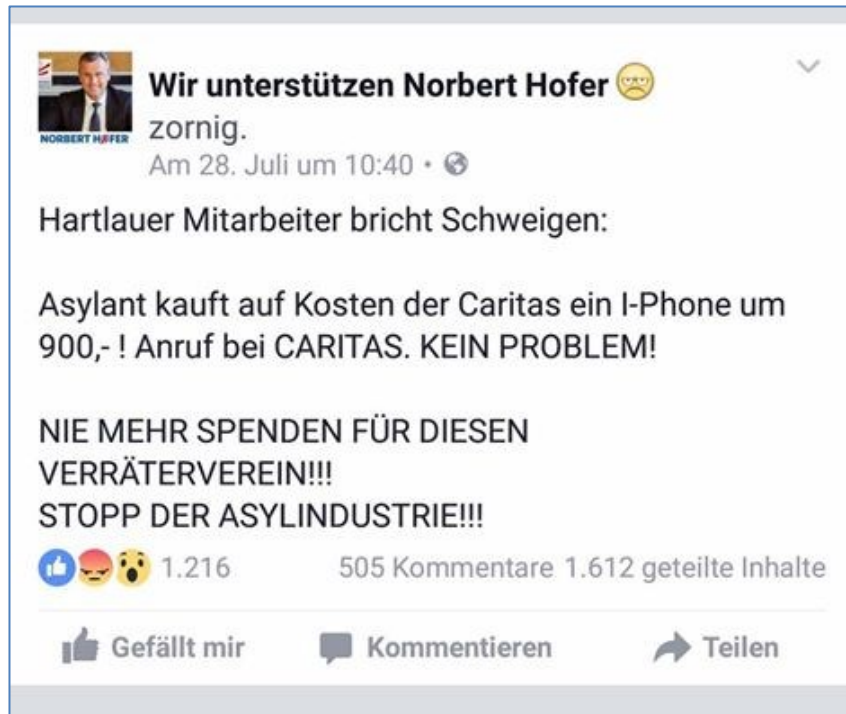 NORBERT HOFER
Wir unterstützen Norbert Hofer
zornig.
Am 28. Juli um 10:40 •
Hartlauer Mitarbeiter bricht Schweigen:
Asylant kauft auf Kosten der Caritas ein I-Phone um
900,- ! Anruf bei CARITAS. KEIN PROBLEM!
NIE MEHR SPENDEN FÜR DIESEN
VERRÄTERVEREIN!!!
STOPP DER ASYLINDUSTRIE!!!
1.216 505 Kommentare 1.612 geteilte Inhalte
Gefällt mir Kommentieren Teilen